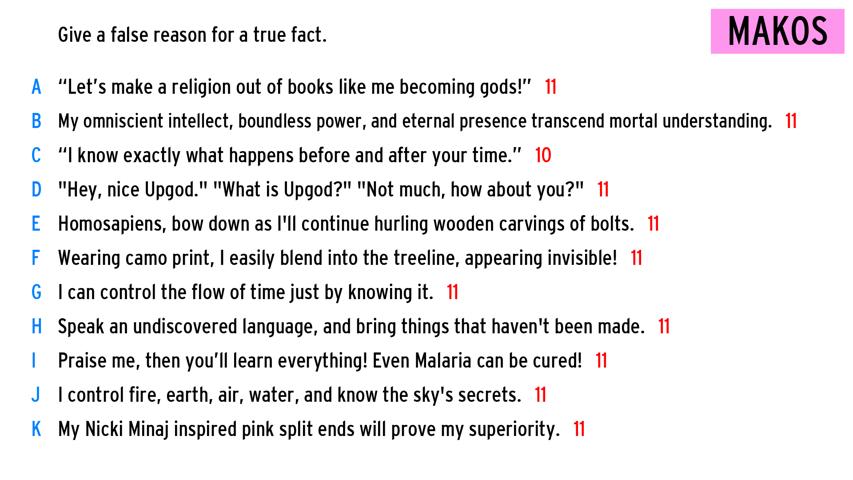 Give a false reason for a true fact.
MAKOS
A “Let’s make a religion out of books like me becoming gods!” 11
B My omniscient intellect, boundless power, and eternal presence transcend mortal understanding. 11
C “I know exactly what happens before and after your time.” 10
D "Hey, nice Upgod." "What is Upgod?" "Not much, how about you?" 11
E Homosapiens, bow down as I'll continue hurling wooden carvings of bolts. 11
F Wearing camo print, I easily blend into the treeline, appearing invisible! 11
G I can control the flow of time just by knowing it. 11
H Speak an undiscovered language, and bring things that haven't been made. 11
I Praise me, then you’ll learn everything! Even Malaria can be cured! 11
J I control fire, earth, air, water, and know the sky's secrets. 11
K My Nicki Minaj inspired pink split ends will prove my superiority. 11